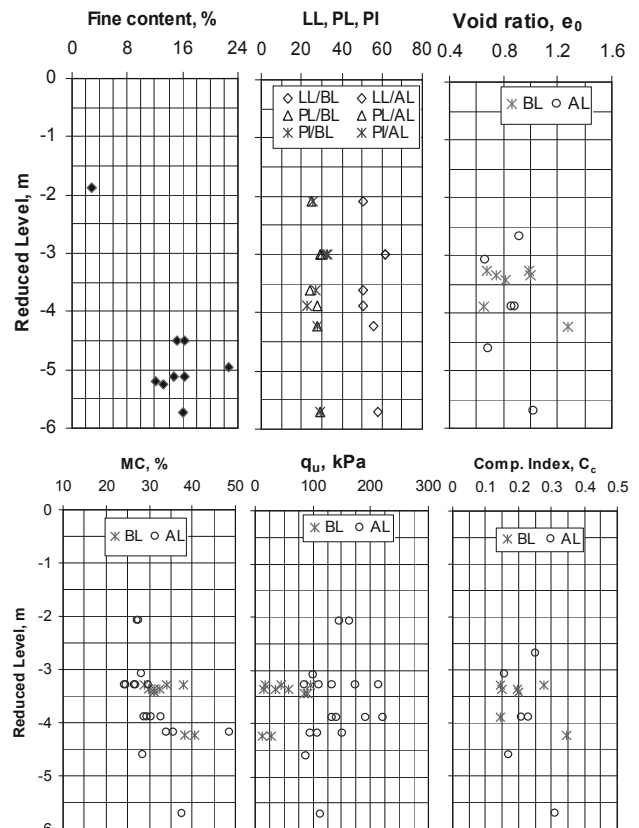 Fine content, %
LL, PL, PI
Void ratio, e0
0 8 16 24
0 20 40 60 80
0.4 0.8 1.2 1.6
Reduced Level, m
0
-1
-2
-3
-4
-5
-6
LL/BL LL/AL
PL/BL PL/AL
PI/BL PI/AL
BL AL
MC, %
qu, kPa
Comp. Index, Cc
10 20 30 40 50
0 100 200 300
0 0.1 0.2 0.3 0.4 0.5
Reduced Level, m
0
-1
-2
-3
-4
-5
-6
BL AL
BL AL
BL AL